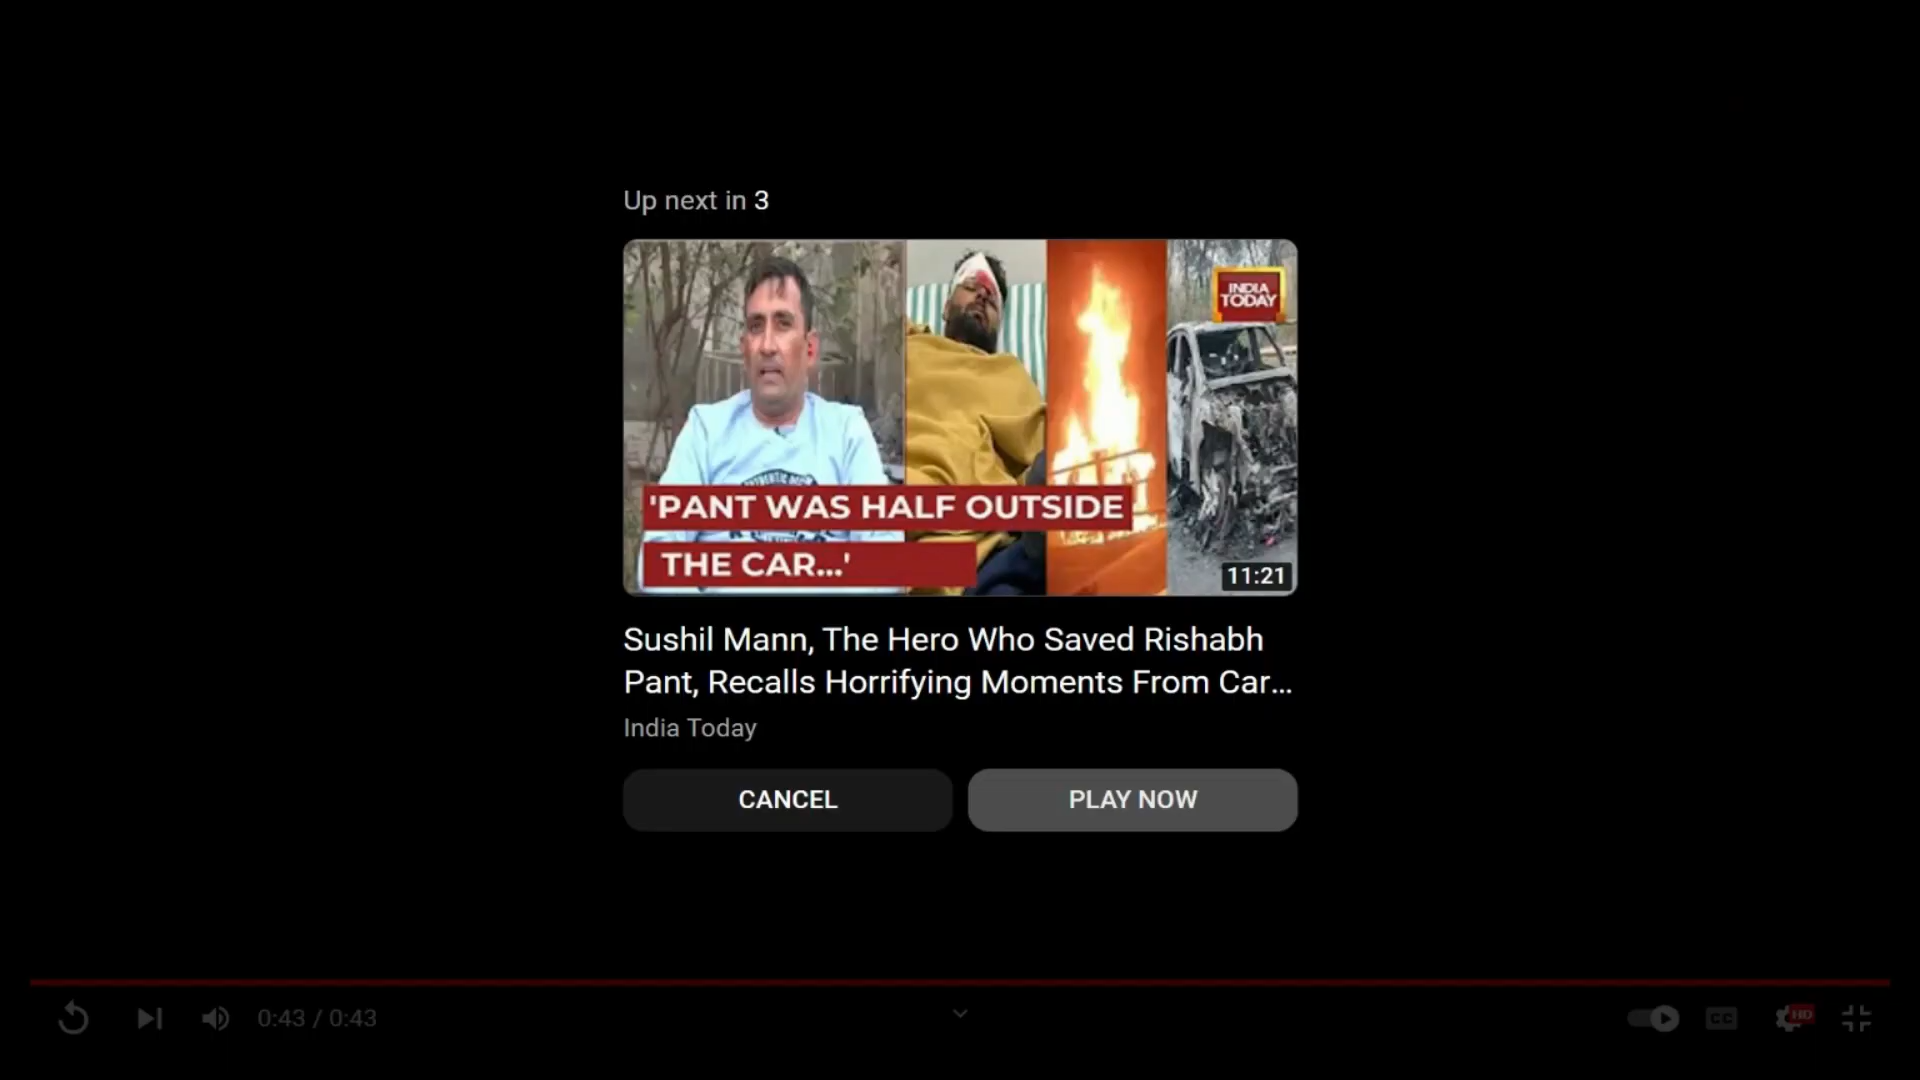 Up next in 3
INDIA
TODAY
'PANT WAS HALF OUTSIDE
THE CAR...'
11:21
Sushil Mann, The Hero Who Saved Rishabh
Pant, Recalls Horrifying Moments From Car...
India Today
CANCEL
PLAY NOW
0:43 / 0:43
CC
HD